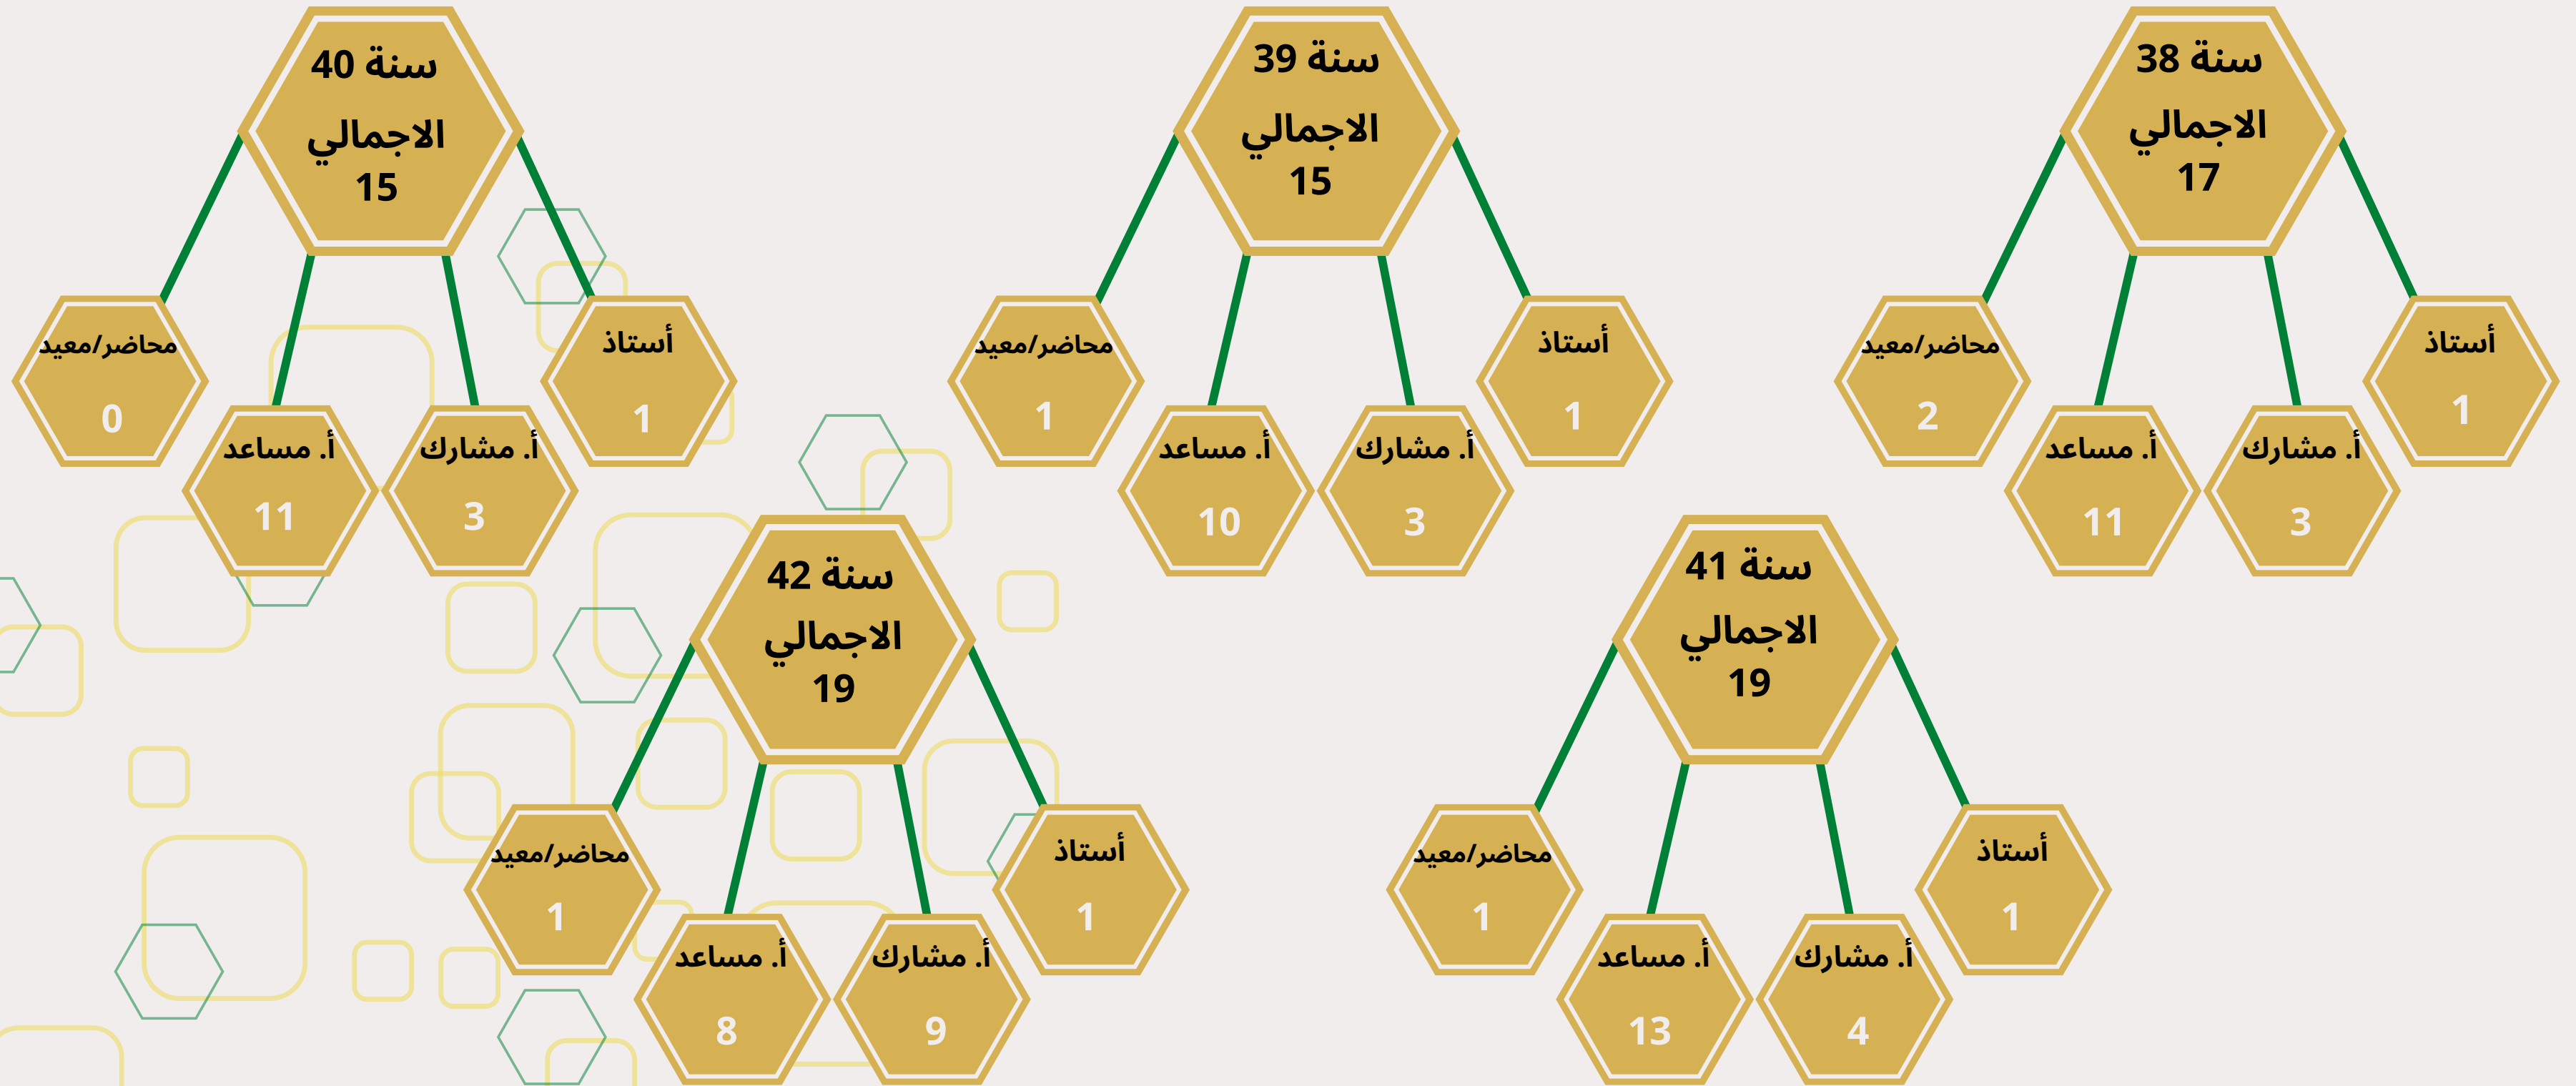 سنة 38
الاجمالي
17
أستاذ
1
أ. مشارك
3
أ. مساعد
11
محاضر/معيد
2
سنة 39
الاجمالي
15
أستاذ
1
أ. مشارك
3
أ. مساعد
10
محاضر/معيد
1
سنة 40
الاجمالي
15
أستاذ
1
أ. مشارك
3
أ. مساعد
11
محاضر/معيد
0
سنة 41
الاجمالي
19
أستاذ
1
أ. مشارك
4
أ. مساعد
13
محاضر/معيد
1
سنة 42
الاجمالي
19
أستاذ
1
أ. مشارك
9
أ. مساعد
8
محاضر/معيد
1